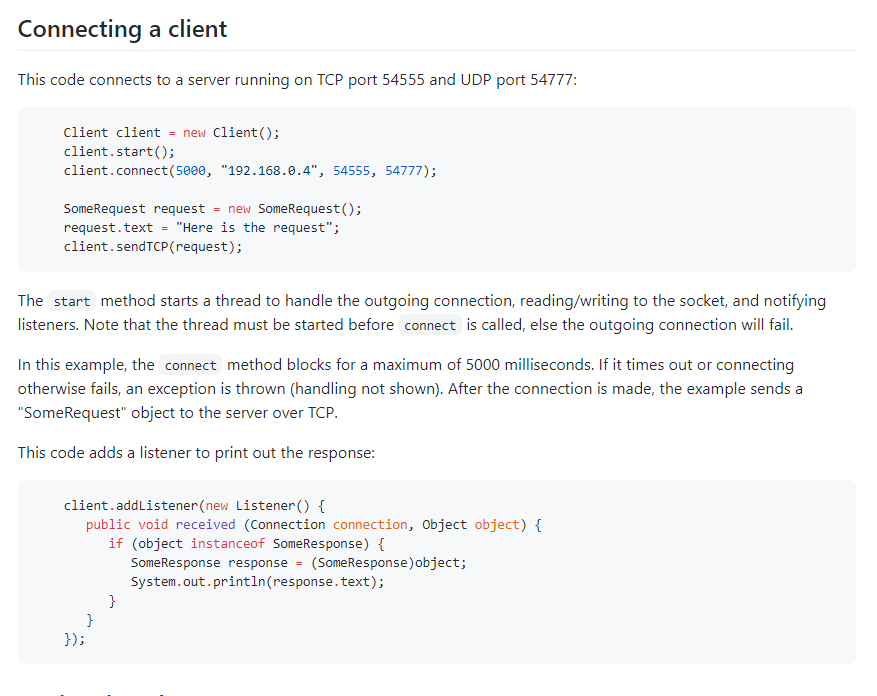 Connecting a client
This code connects to a server running on TCP port 54555 and UDP port 54777:
Client client = new Client();
client.start();
client.connect(5000, "192.168.0.4", 54555, 54777);
SomeRequest request = new SomeRequest();
request.text = "Here is the request";
client.sendTCP(request);
The start method starts a thread to handle the outgoing connection, reading/writing to the socket, and notifying
listeners. Note that the thread must be started before connect is called, else the outgoing connection will fail.
In this example, the connect method blocks for a maximum of 5000 milliseconds. If it times out or connecting
otherwise fails, an exception is thrown (handling not shown). After the connection is made, the example sends a
"SomeRequest" object to the server over TCP.
This code adds a listener to print out the response:
client.addListener(new Listener() {
public void received (Connection connection, Object object) {
if (object instanceof SomeResponse) {
SomeResponse response = (SomeResponse)object;
System.out.println(response.text);
}
}
});